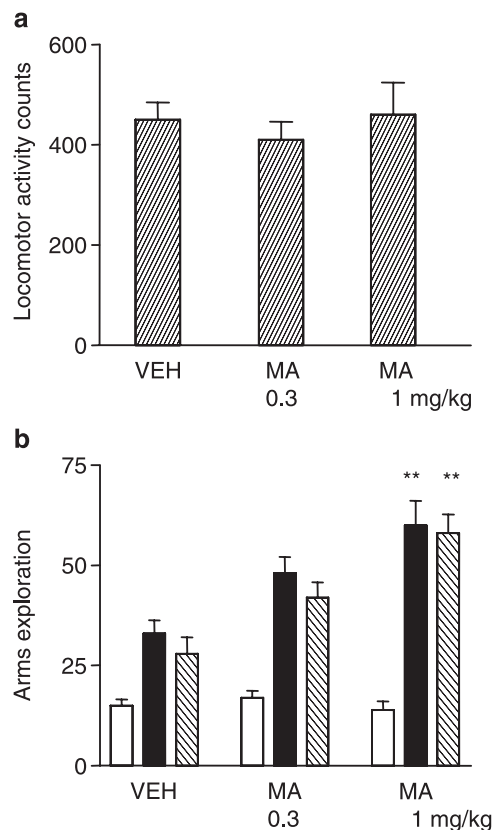 a
Locomotor activity counts
600
400
200
0
VEH MA MA
0.3 1 mg/kg
b
Arms exploration
75
50
25
0
** **
VEH MA MA
0.3 1 mg/kg